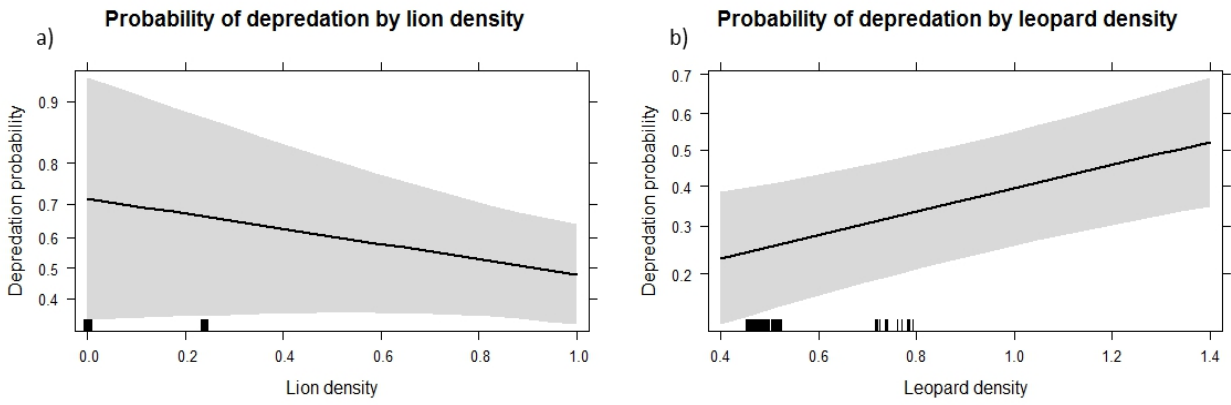 Probability of depredation by lion density
a)
Depredation probability
0.9
0.8
0.7
0.6
0.5
0.4
0.0 0.2 0.4 0.6 0.8 1.0
Lion density
Probability of depredation by leopard density
b)
Depredation probability
0.7
0.6
0.5
0.4
0.3
0.2
0.4 0.6 0.8 1.0 1.2 1.4
Leopard density